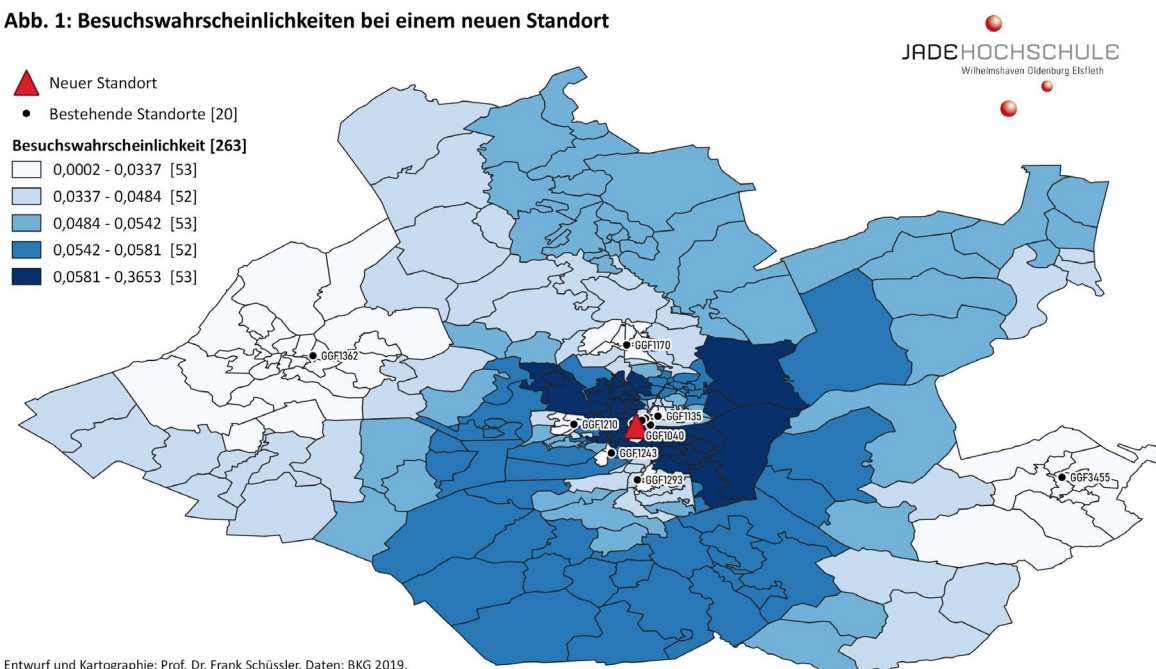 Abb. 1: Besuchswahrscheinlichkeiten bei einem neuen Standort
JADEHOCHSCHULE
Wilhelmshaven Oldenburg Elsfleth
Neuer Standort
Bestehende Standorte [20]
Besuchswahrscheinlichkeit [263]
0,0002 - 0,0337 [53]
0,0337 - 0,0484 [52]
0,0484 - 0,0542 [53]
0,0542 - 0,0581 [52]
0,0581 - 0,3653 [53]
GGF1170
GGF1362
GGF1135
GGF1210
GGF1040
GGF1243
GGF3455
GGF1293
Entwurf und Kartographie: Prof. Dr. Frank Schüssler. Daten: BKG 2019.